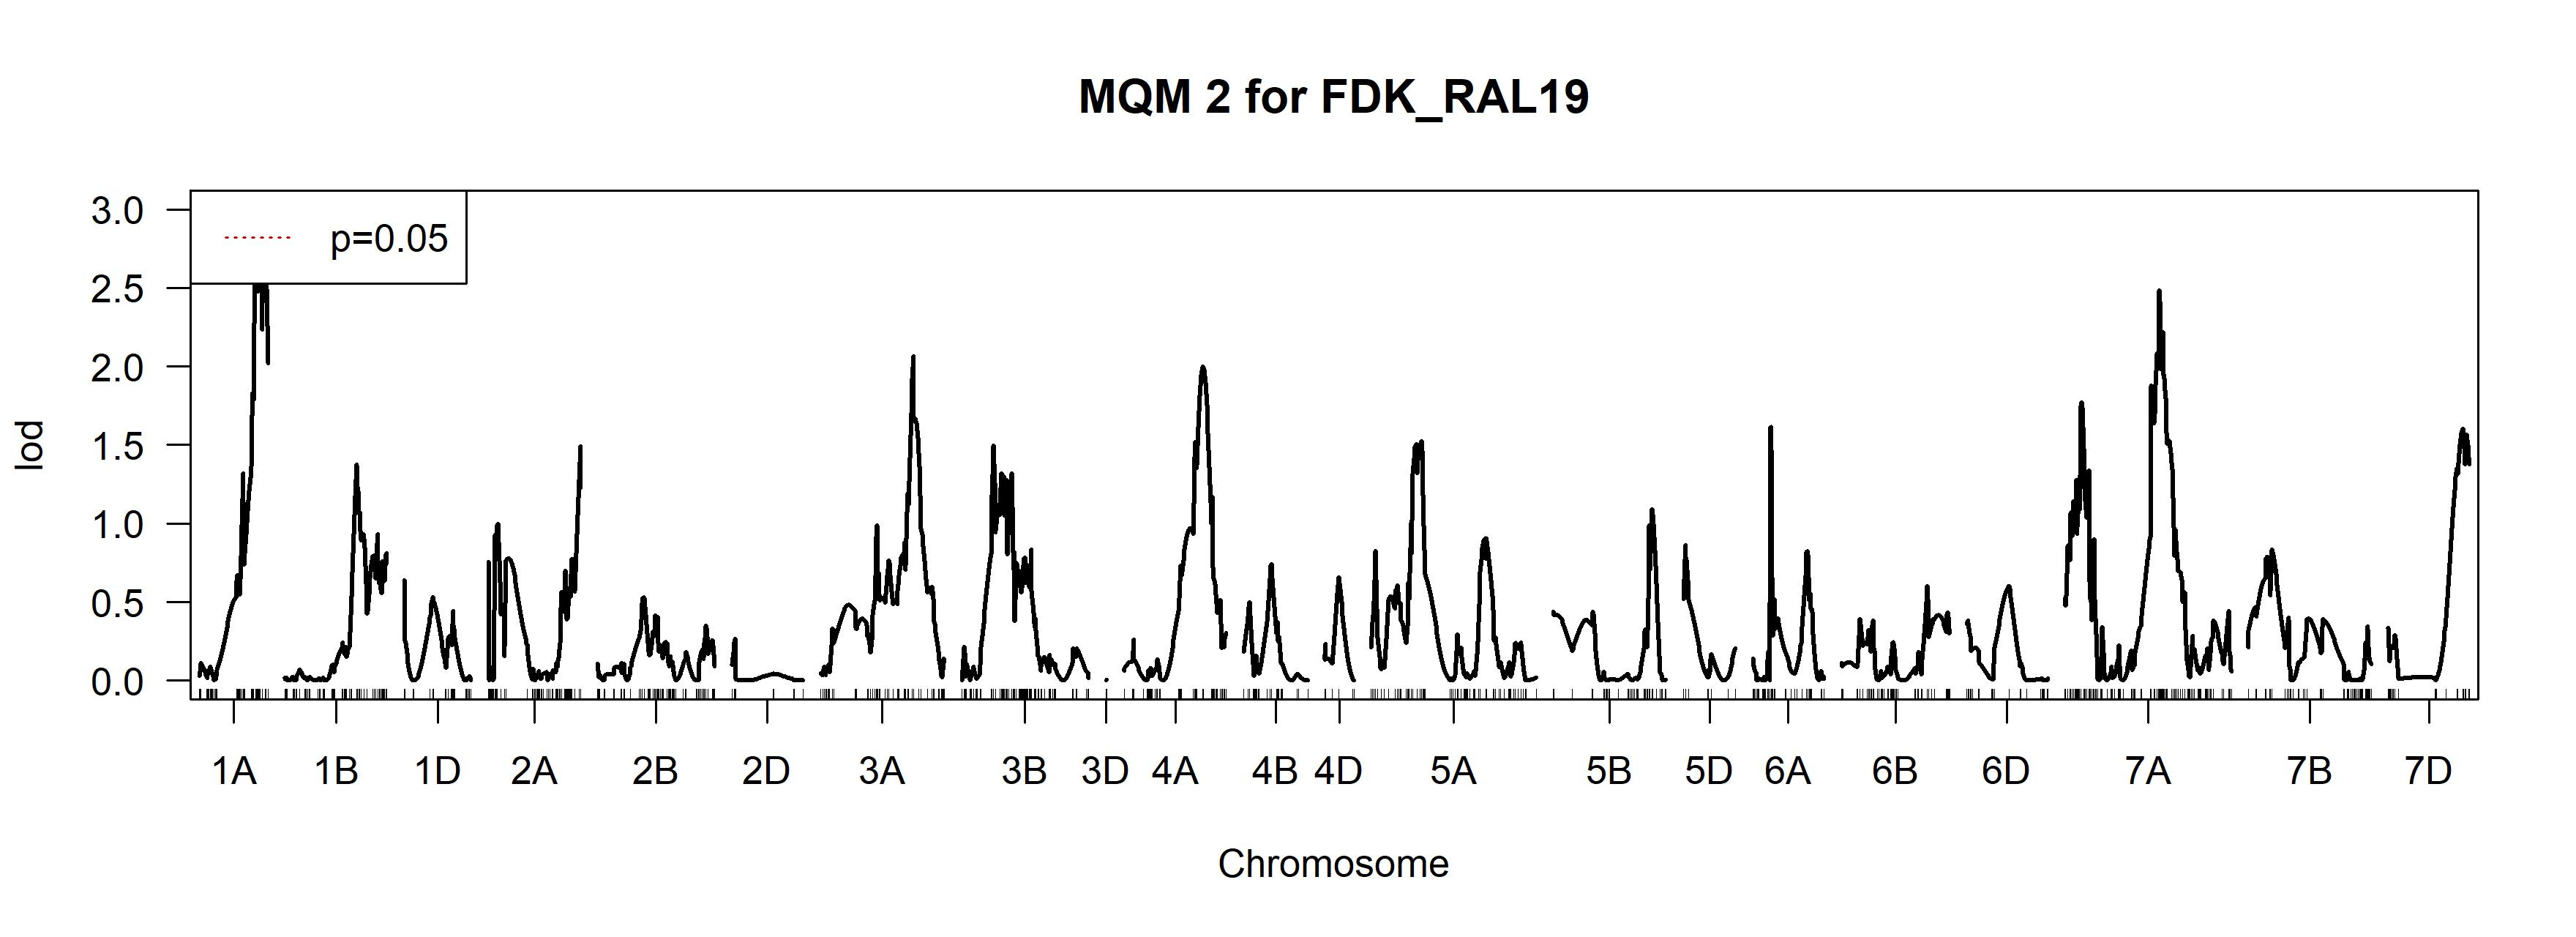 MQM 2 for FDK_RAL19
3.0
p=0.05
2.5
2.0
1.5
1.0
0.5
0.0
lod
1A 1B 1D 2A 2B 2D 3A 3B 3D 4A 4B 4D 5A 5B 5D 6A 6B 6D 7A 7B 7D
Chromosome